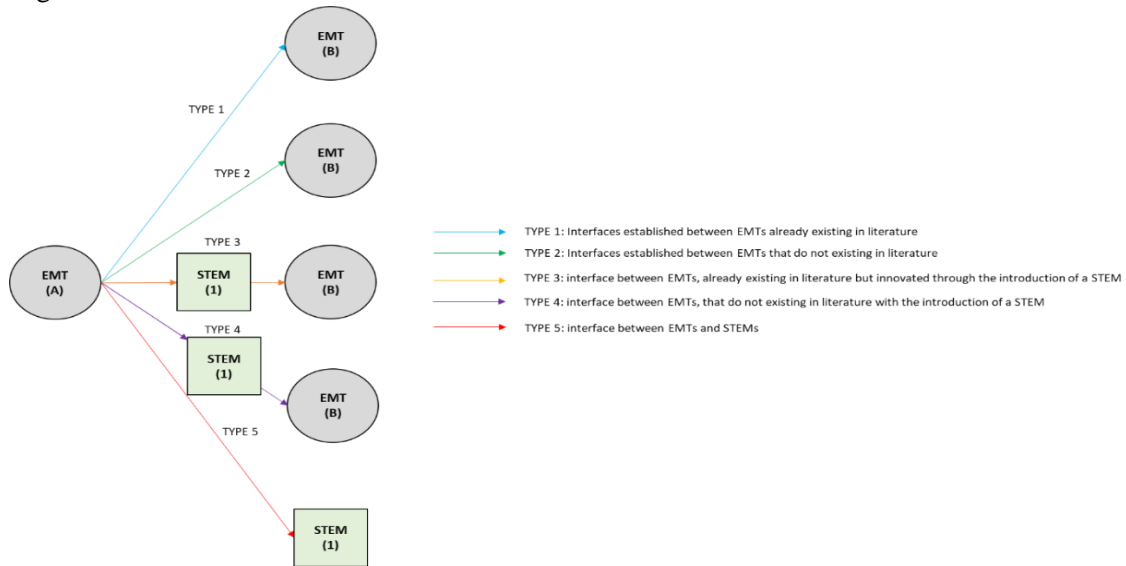 EMT
(B)
TYPE 1
EMT
(B)
TYPE 2
TYPE 3
EMT
(A)
STEM
(1)
EMT
(B)
TYPE 4
STEM
(1)
EMT
(B)
TYPE 5
STEM
(1)
TYPE 1: Interfaces established between EMTs already existing in literature
TYPE 2: Interfaces established between EMTs that do not existing in literature
TYPE 3: interface between EMTs, already existing in literature but innovated through the introduction of a STEM
TYPE 4: interface between EMTs, that do not existing in literature with the introduction of a STEM
TYPE 5: interface between EMTs and STEMs